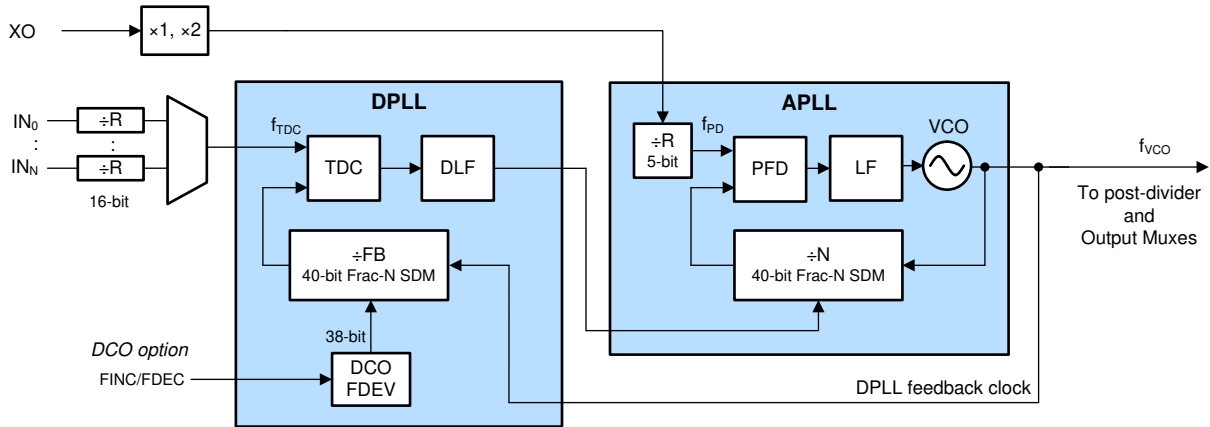 XO
×1, ×2
DPLL
APLL
IN0
÷R
:
:
INN
÷R
16-bit
fTDC
TDC
DLF
÷R
5-bit
fPD
PFD
LF
VCO
fVCO
To post-divider
and
Output Muxes
÷FB
40-bit Frac-N SDM
÷N
40-bit Frac-N SDM
38-bit
DCO option
FINC/FDEC
DCO
FDEV
DPLL feedback clock